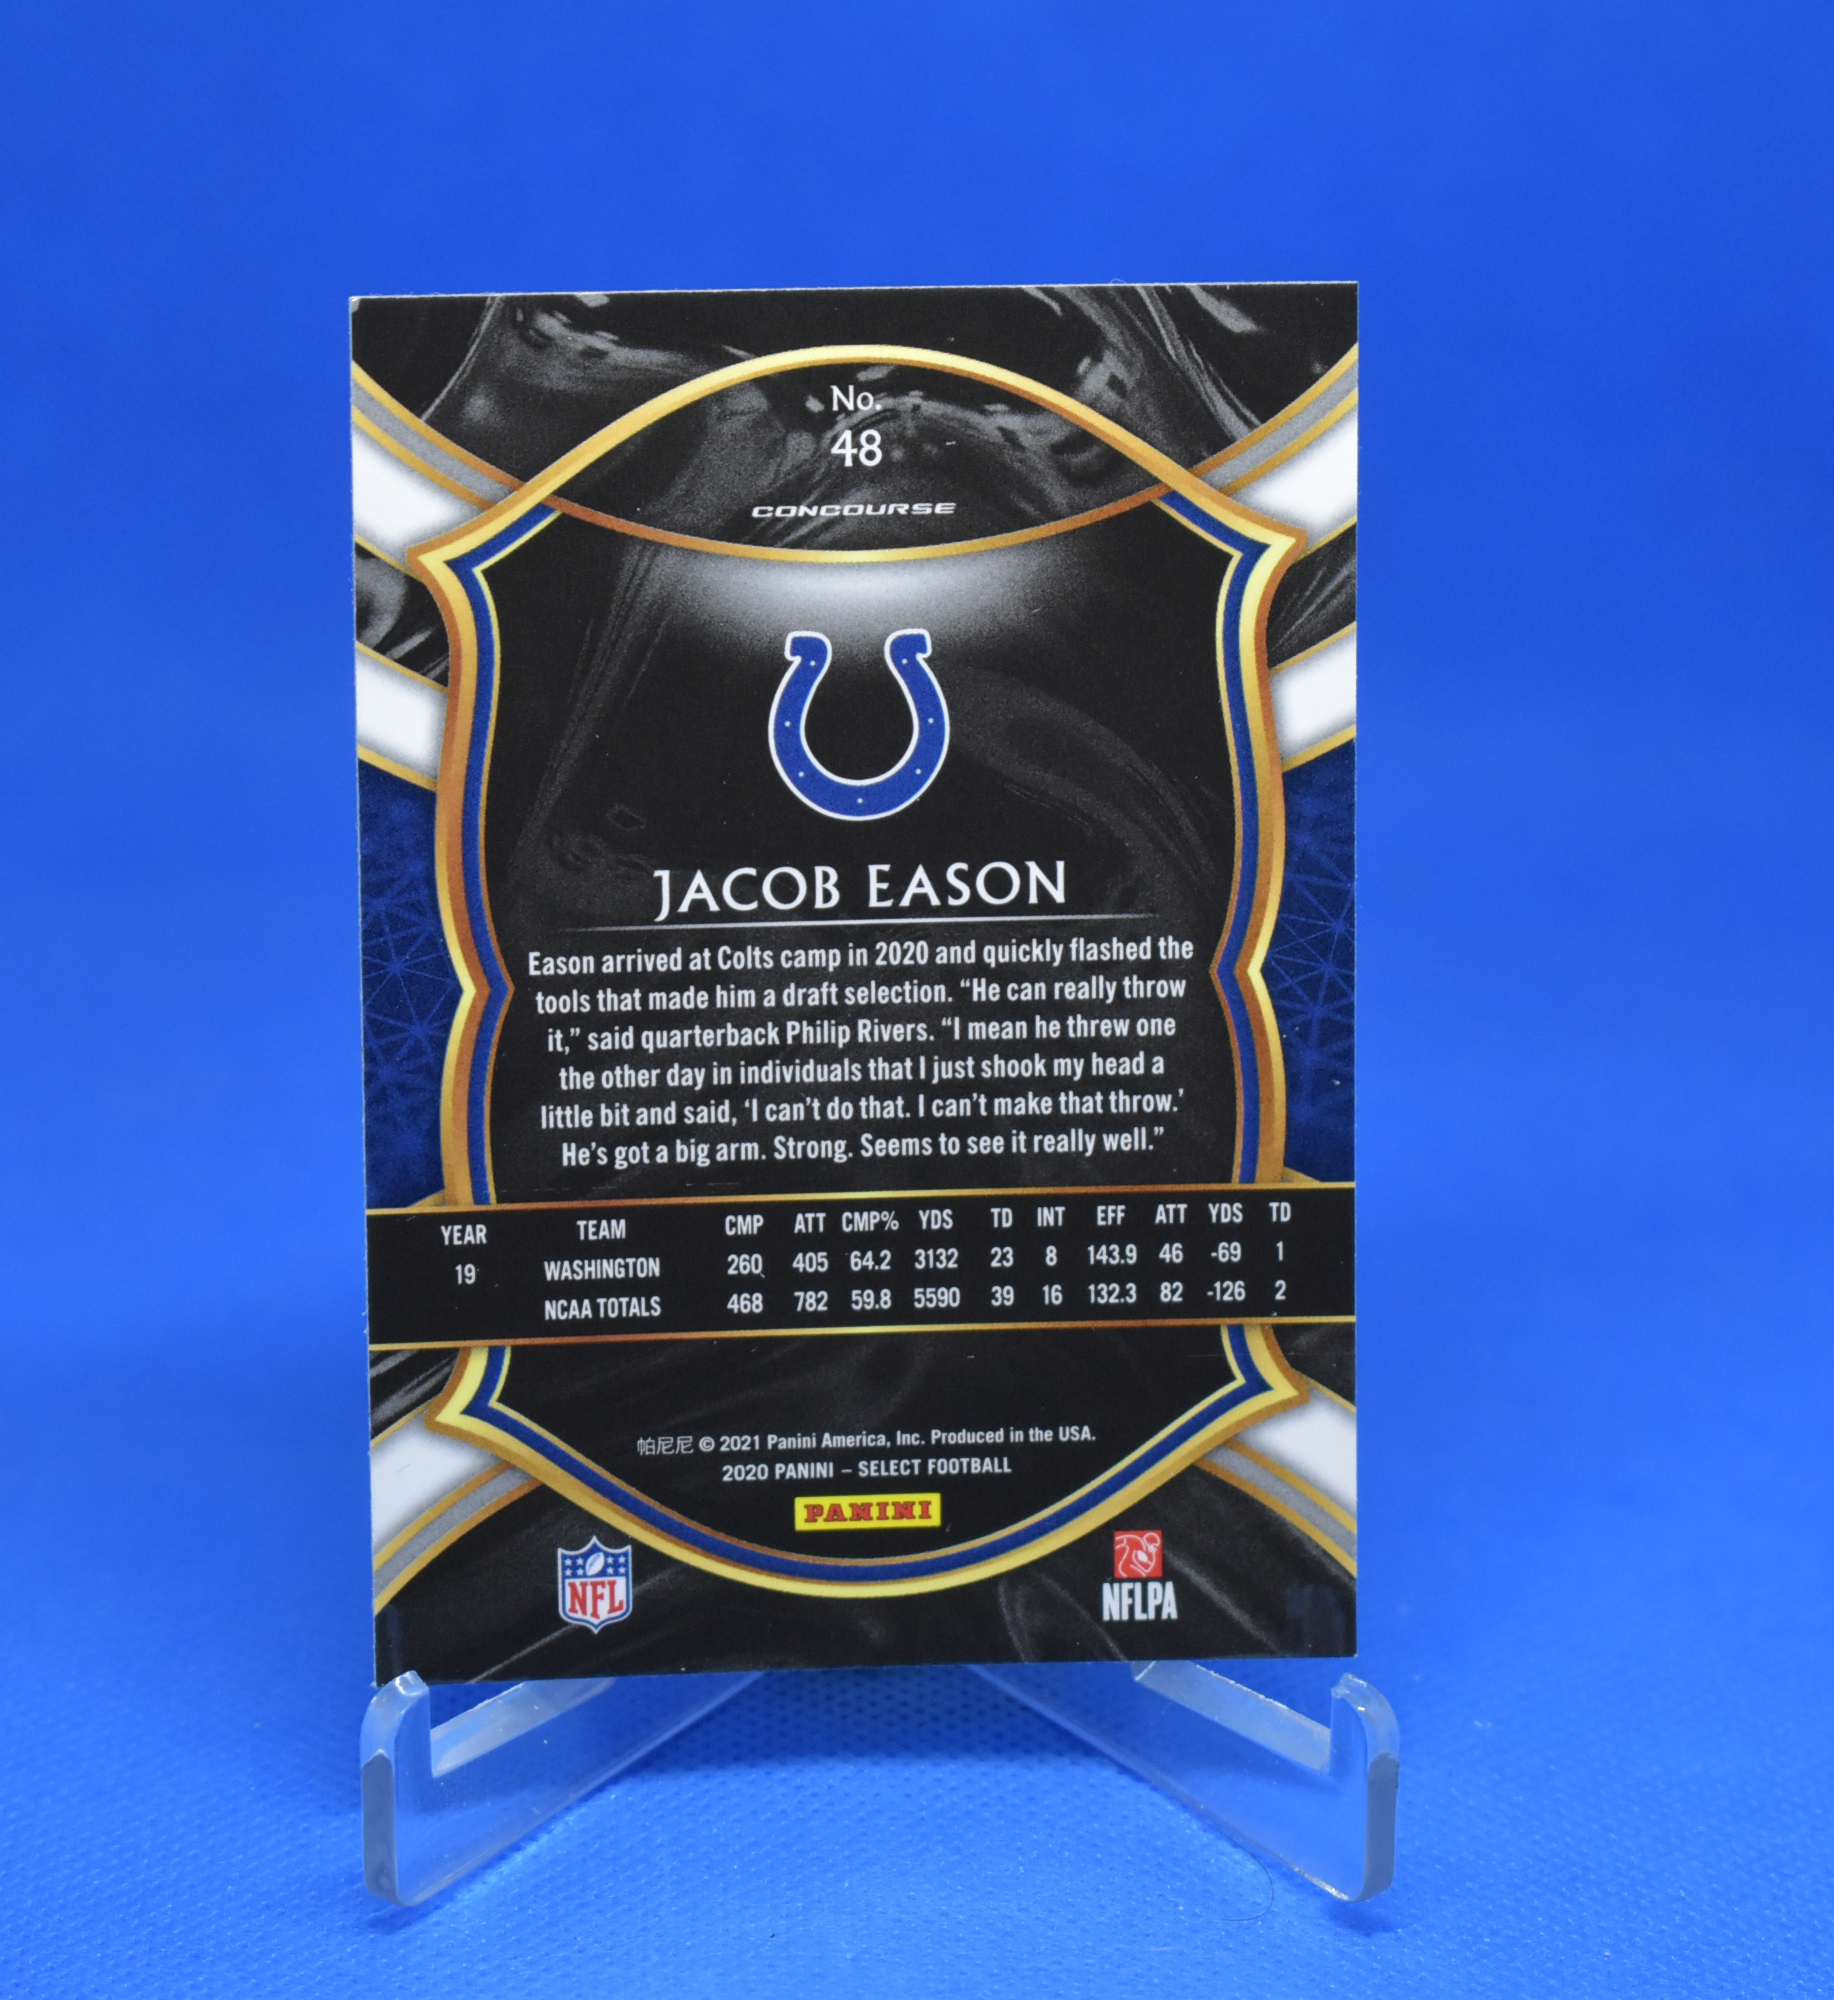 No.
48
CONCOURSE
JACOB EASON
Eason arrived at Colts camp in 2020 and quickly flashed the
tools that made him a draft selection. “He can really throw
it,” said quarterback Philip Rivers. “I mean he threw one
the other day in individuals that I just shook my head a
little bit and said, ‘I can’t do that. I can’t make that throw.’
He’s got a big arm. Strong. Seems to see it really well.”
YEAR TEAM CMP ATT CMP% YDS TD INT EFF ATT YDS TD
19 WASHINGTON 260 405 64.2 3132 23 8 143.9 46 -69 1
NCAA TOTALS 468 782 59.8 5590 39 16 132.3 82 -126 2
帕尼尼 © 2021 Panini America, Inc. Produced in the USA.
2020 PANINI – SELECT FOOTBALL
PANINI
NFL
NFLPA